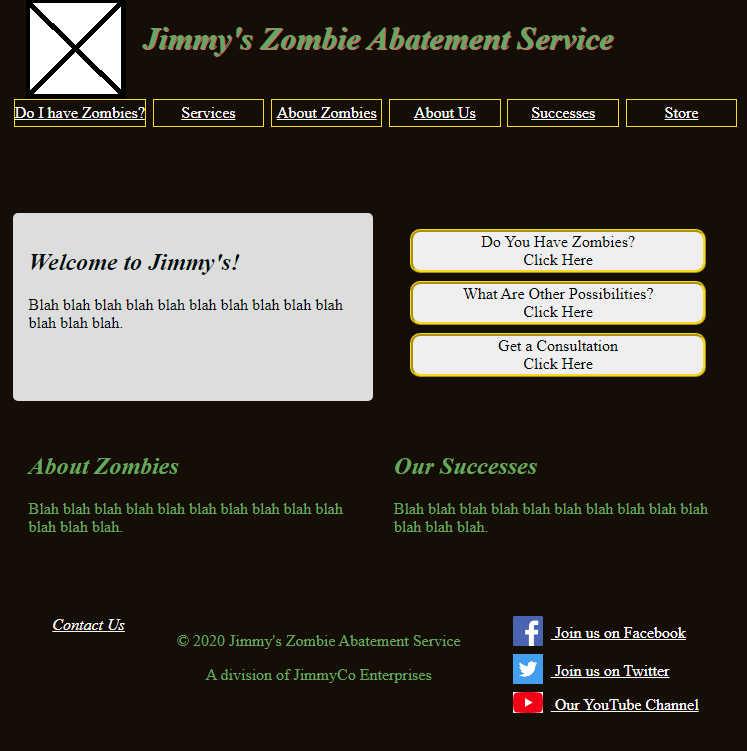 Jimmy's Zombie Abatement Service
Do I have Zombies?
Services
About Zombies
About Us
Successes
Store
Welcome to Jimmy's!
Blah blah blah blah blah blah blah blah blah blah
blah blah blah.
Do You Have Zombies?
Click Here
What Are Other Possibilities?
Click Here
Get a Consultation
Click Here
About Zombies
Blah blah blah blah blah blah blah blah blah blah
blah blah blah.
Our Successes
Blah blah blah blah blah blah blah blah blah blah
blah blah blah.
Contact Us
© 2020 Jimmy's Zombie Abatement Service
A division of JimmyCo Enterprises
Join us on Facebook
Join us on Twitter
Our YouTube Channel